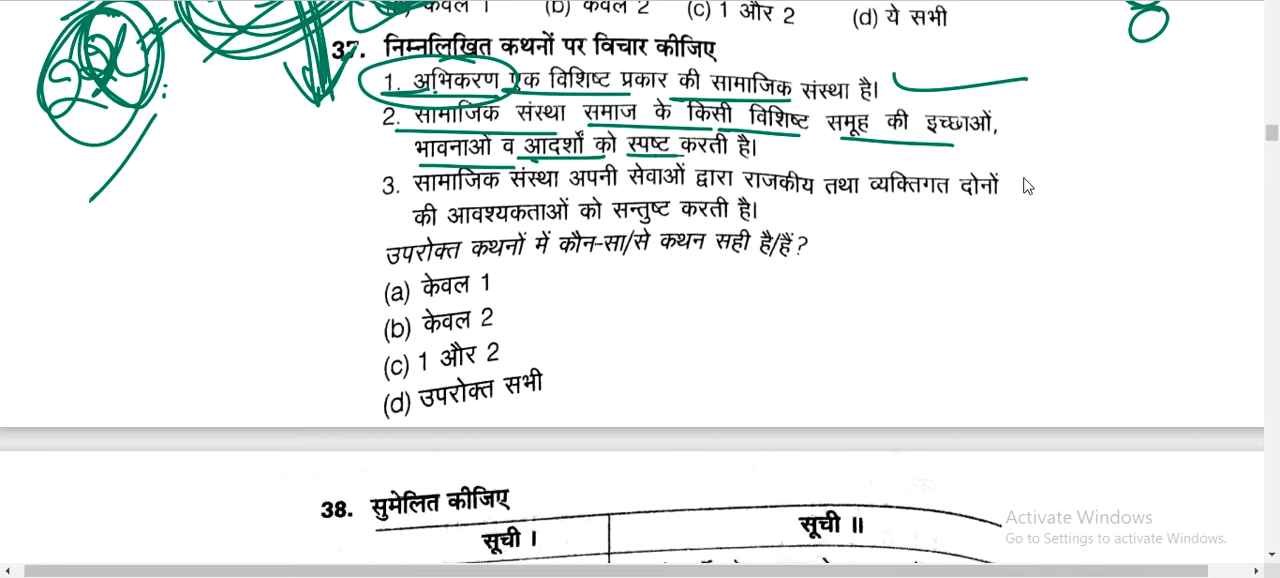 केवल 1 (b) केवल 2 (c) 1 और 2 (d) ये सभी
37. निम्नलिखित कथनों पर विचार कीजिए
1. अभिकरण एक विशिष्ट प्रकार की सामाजिक संस्था है।
2. सामाजिक संस्था समाज के किसी विशिष्ट समूह की इच्छाओं,
भावनाओ व आदर्शों को स्पष्ट करती है।
3. सामाजिक संस्था अपनी सेवाओं द्वारा राजकीय तथा व्यक्तिगत दोनों
की आवश्यकताओं को सन्तुष्ट करती है।
उपरोक्त कथनों में कौन-सा/से कथन सही है/हैं?
(a) केवल 1
(b) केवल 2
(c) 1 और 2
(d) उपरोक्त सभी
38. सुमेलित कीजिए
सूची I सूची II
Activate Windows
Go to Settings to activate Windows.